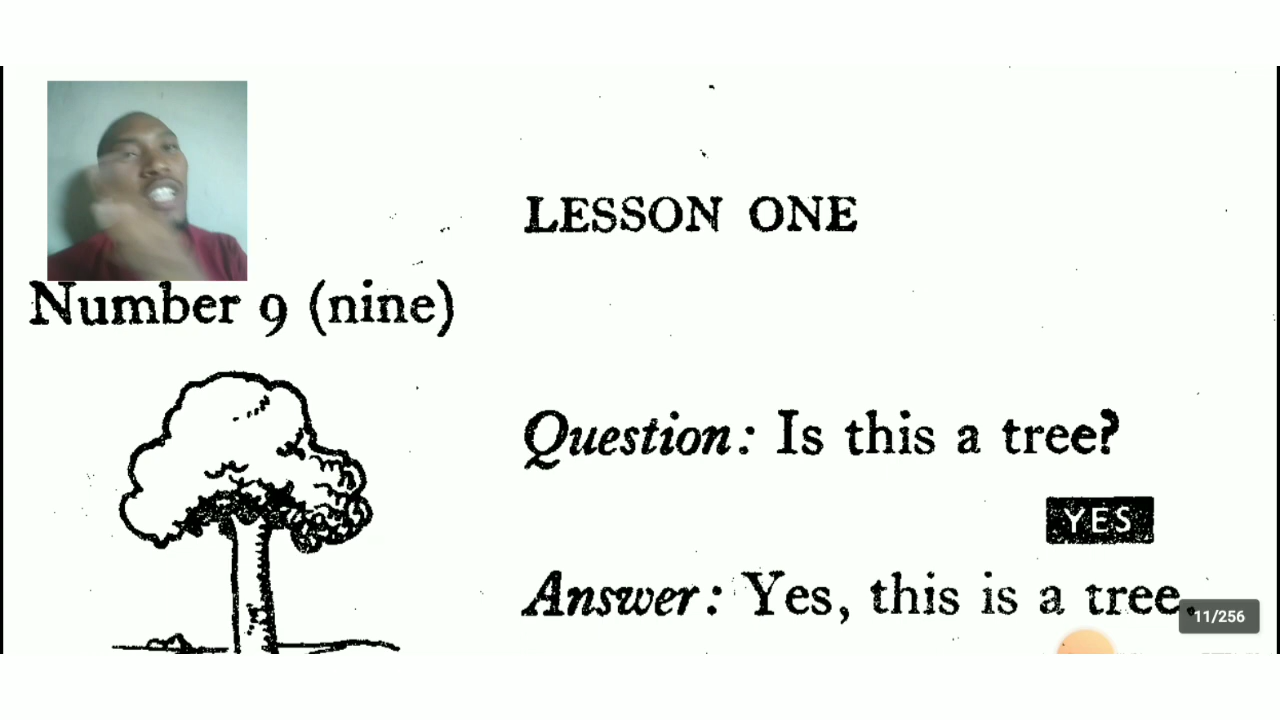 LESSON ONE
Number 9 (nine)
Question: Is this a tree?
YES
Answer: Yes, this is a tree.
11/256